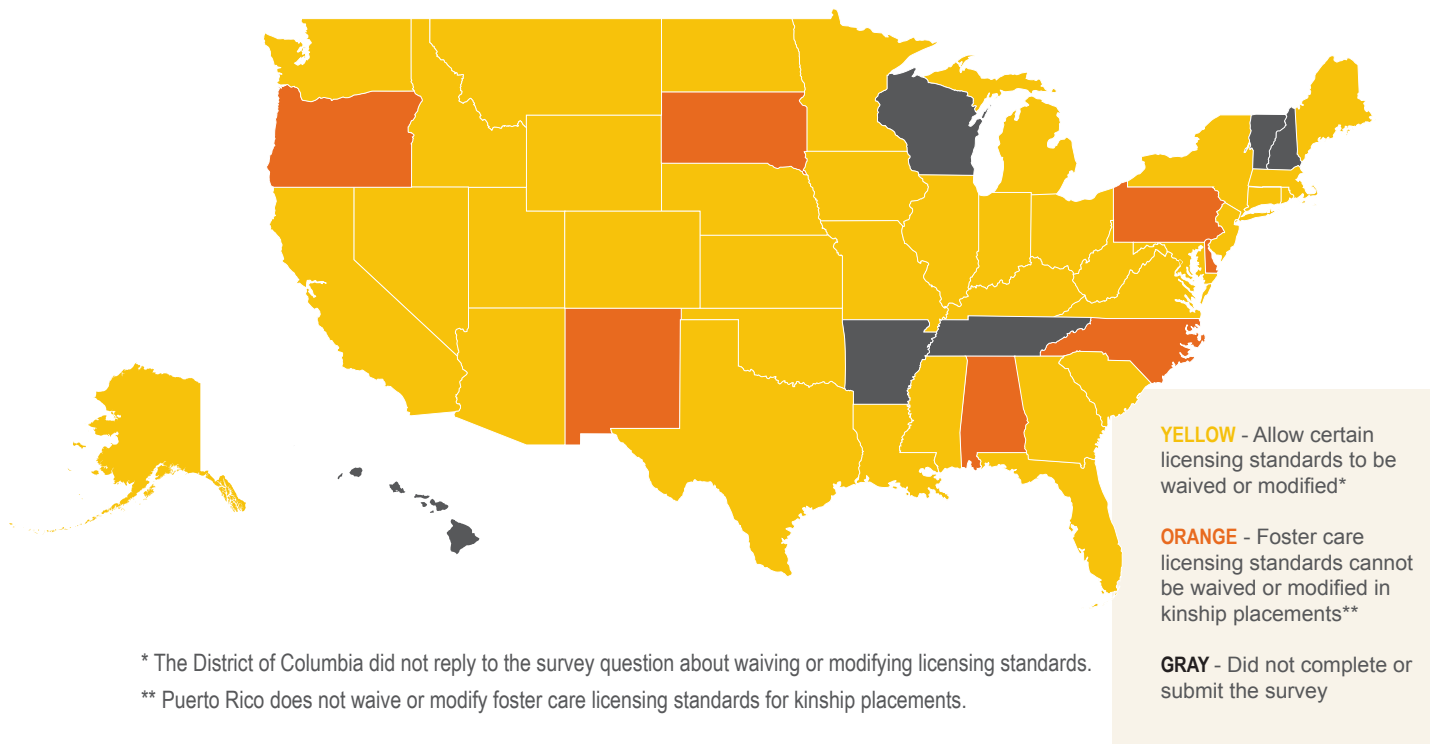 YELLOW - Allow certain
licensing standards to be
waived or modified*
ORANGE - Foster care
licensing standards cannot
be waived or modified in
kinship placements**
GRAY - Did not complete or
submit the survey
* The District of Columbia did not reply to the survey question about waiving or modifying licensing standards.
** Puerto Rico does not waive or modify foster care licensing standards for kinship placements.